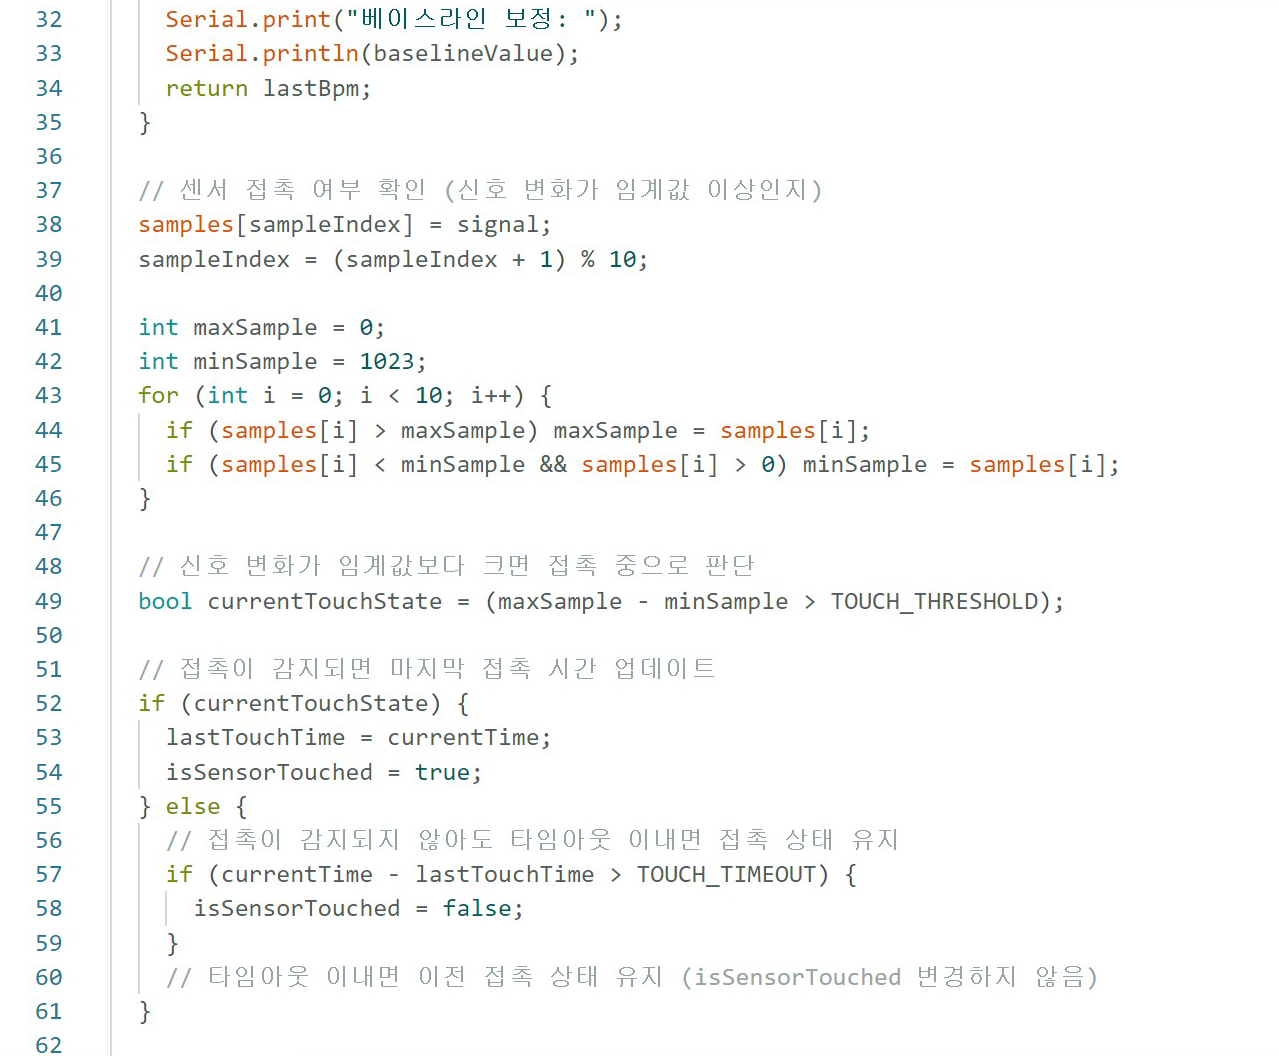 32 Serial.print("베이스라인 보정: ");
33 Serial.println(baselineValue);
34 return lastBpm;
35 }
36
37 // 센서 접촉 여부 확인 (신호 변화가 임계값 이상인지)
38 samples[sampleIndex] = signal;
39 sampleIndex = (sampleIndex + 1) % 10;
40
41 int maxSample = 0;
42 int minSample = 1023;
43 for (int i = 0; i < 10; i++) {
44 if (samples[i] > maxSample) maxSample = samples[i];
45 if (samples[i] < minSample && samples[i] > 0) minSample = samples[i];
46 }
47
48 // 신호 변화가 임계값보다 크면 접촉 중으로 판단
49 bool currentTouchState = (maxSample - minSample > TOUCH_THRESHOLD);
50
51 // 접촉이 감지되면 마지막 접촉 시간 업데이트
52 if (currentTouchState) {
53 lastTouchTime = currentTime;
54 isSensorTouched = true;
55 } else {
56 // 접촉이 감지되지 않아도 타임아웃 이내면 접촉 상태 유지
57 if (currentTime - lastTouchTime > TOUCH_TIMEOUT) {
58 isSensorTouched = false;
59 }
60 // 타임아웃 이내면 이전 접촉 상태 유지 (isSensorTouched 변경하지 않음)
61 }
62